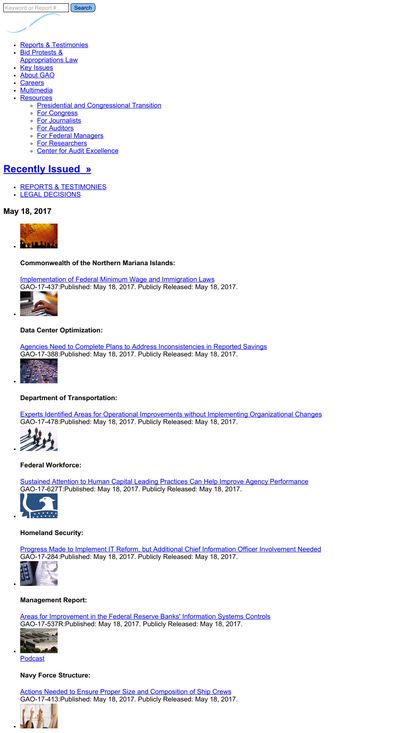 Keyword or Report #
Search
Reports & Testimonies
Bid Protests &
Appropriations Law
Key Issues
About GAO
Careers
Multimedia
Resources
Presidential and Congressional Transition
For Congress
For Journalists
For Auditors
For Federal Managers
For Researchers
Center for Audit Excellence
Recently Issued »
REPORTS & TESTIMONIES
LEGAL DECISIONS
May 18, 2017
Commonwealth of the Northern Mariana Islands:
Implementation of Federal Minimum Wage and Immigration Laws
GAO-17-437:Published: May 18, 2017. Publicly Released: May 18, 2017.
Data Center Optimization:
Agencies Need to Complete Plans to Address Inconsistencies in Reported Savings
GAO-17-388:Published: May 18, 2017. Publicly Released: May 18, 2017.
Department of Transportation:
Experts Identified Areas for Operational Improvements without Implementing Organizational Changes
GAO-17-478:Published: May 18, 2017. Publicly Released: May 18, 2017.
Federal Workforce:
Sustained Attention to Human Capital Leading Practices Can Help Improve Agency Performance
GAO-17-627T:Published: May 18, 2017. Publicly Released: May 18, 2017.
Homeland Security:
Progress Made to Implement IT Reform, but Additional Chief Information Officer Involvement Needed
GAO-17-284:Published: May 18, 2017. Publicly Released: May 18, 2017.
Management Report:
Areas for Improvement in the Federal Reserve Banks' Information Systems Controls
GAO-17-537R:Published: May 18, 2017. Publicly Released: May 18, 2017.
Podcast
Navy Force Structure:
Actions Needed to Ensure Proper Size and Composition of Ship Crews
GAO-17-413:Published: May 18, 2017. Publicly Released: May 18, 2017.